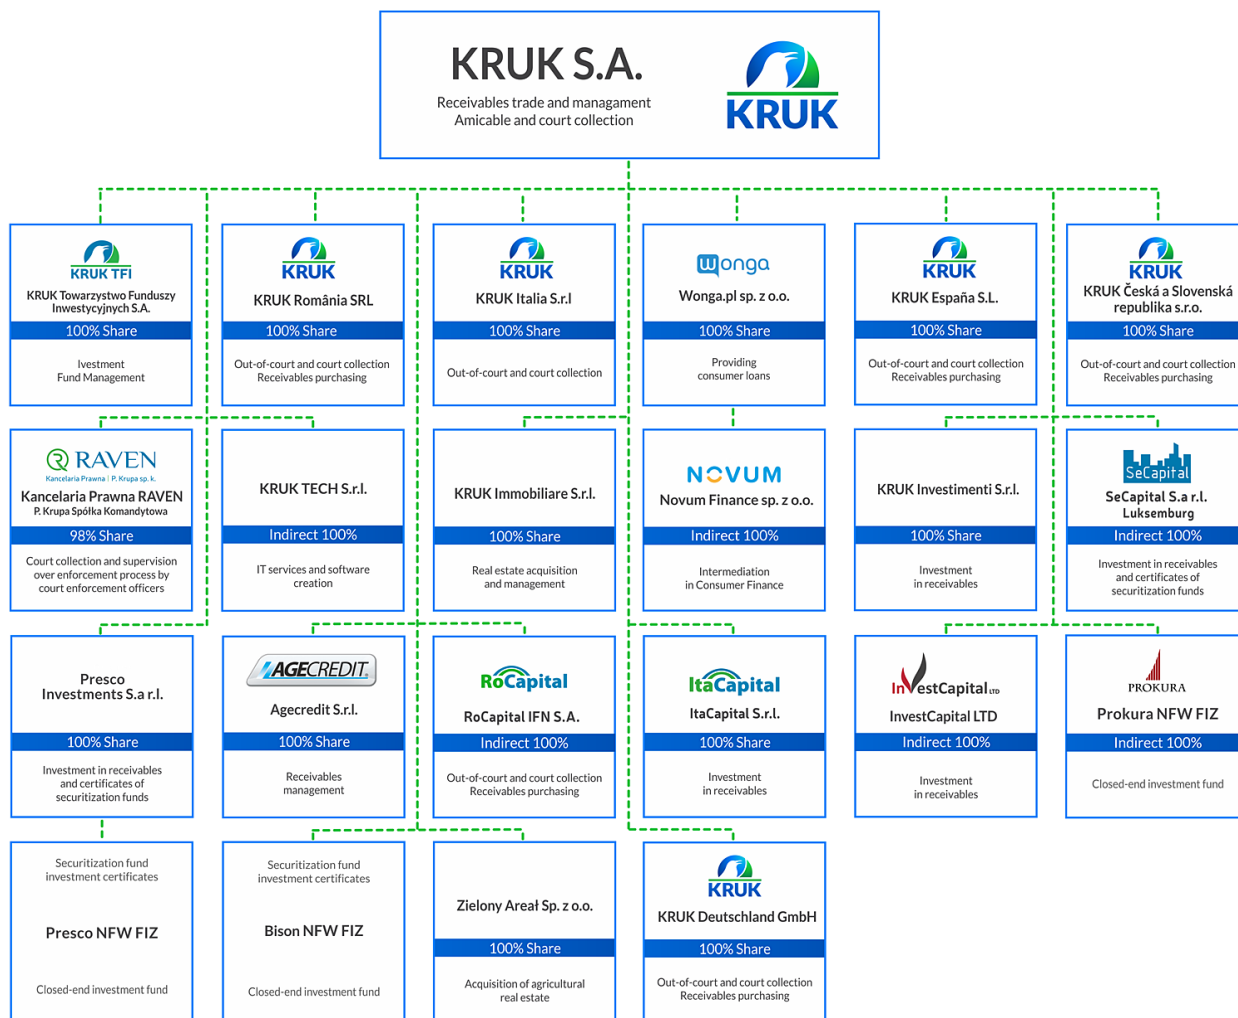 KRUK S.A.
Receivables trade and managament
Amicable and court collection
KRUK
KRUK TFI
KRUK Towarzystwo Funduszy
Inwestycyjnych S.A.
100% Share
Ivestment
Fund Management
KRUK
KRUK România SRL
100% Share
Out-of-court and court collection
Receivables purchasing
KRUK
KRUK Italia S.r.l
100% Share
Out-of-court and court collection
wonga
Wonga.pl sp. z o.o.
100% Share
Providing
consumer loans
KRUK
KRUK España S.L.
100% Share
Out-of-court and court collection
Receivables purchasing
KRUK
KRUK Česká a Slovenská
republika s.r.o.
100% Share
Out-of-court and court collection
Receivables purchasing
RAVEN
Kancelaria Prawna | P. Krupa sp. k.
Kancelaria Prawna RAVEN
P. Krupa Spółka Komandytowa
98% Share
Court collection and supervision
over enforcement process by
court enforcement officers
KRUK TECH S.r.l.
Indirect 100%
IT services and software
creation
KRUK Immobiliare S.r.l.
100% Share
Real estate acquisition
and management
NOVUM
Novum Finance sp. z o.o.
Indirect 100%
Intermediation
in Consumer Finance
KRUK Investimenti S.r.l.
100% Share
Investment
in receivables
SeCapital
SeCapital S.a r.l.
Luksemburg
Indirect 100%
Investment in receivables
and certificates of
securitization funds
Presco
Investments S.a r.l.
100% Share
Investment in receivables
and certificates of
securitization funds
AGECREDIT
Agecredit S.r.l.
100% Share
Receivables
management
RoCapital
RoCapital IFN S.A.
Indirect 100%
Out-of-court and court collection
Receivables purchasing
ItaCapital
ItaCapital S.r.l.
100% Share
Investment
in receivables
InvestCapital LTD
InvestCapital LTD
Indirect 100%
Investment
in receivables
PROKURA
Prokura NFW FIZ
Indirect 100%
Closed-end investment fund
Securitization fund
investment certificates
Presco NFW FIZ
Closed-end investment fund
Securitization fund
investment certificates
Bison NFW FIZ
Closed-end investment fund
Zielony Areał Sp. z o.o.
100% Share
Acquisition of agricultural
real estate
KRUK
KRUK Deutschland GmbH
100% Share
Out-of-court and court collection
Receivables purchasing